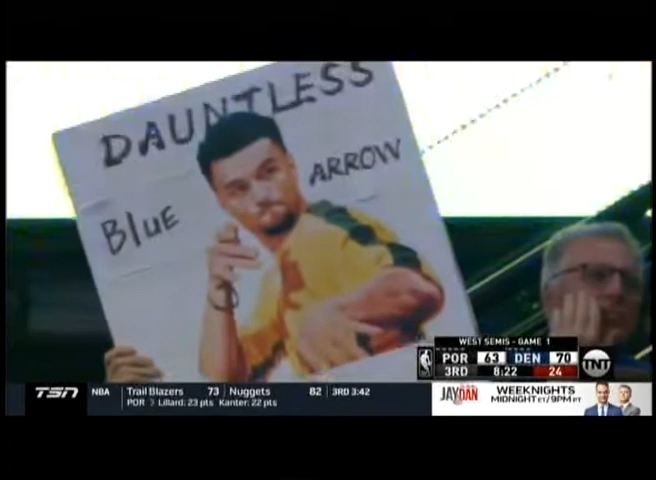 DAUNTLESS
BluE
ARROW
WEST SEMIS - GAME 1
POR 63 DEN 70
3RD 8:22 24
TNT
TSN NBA Trail Blazers 73 Nuggets 82 3RD 3:42
POR Lillard: 23 pts Kanter: 22 pts
JAY DAN WEEKNIGHTS
MIDNIGHT ET/9PM PT